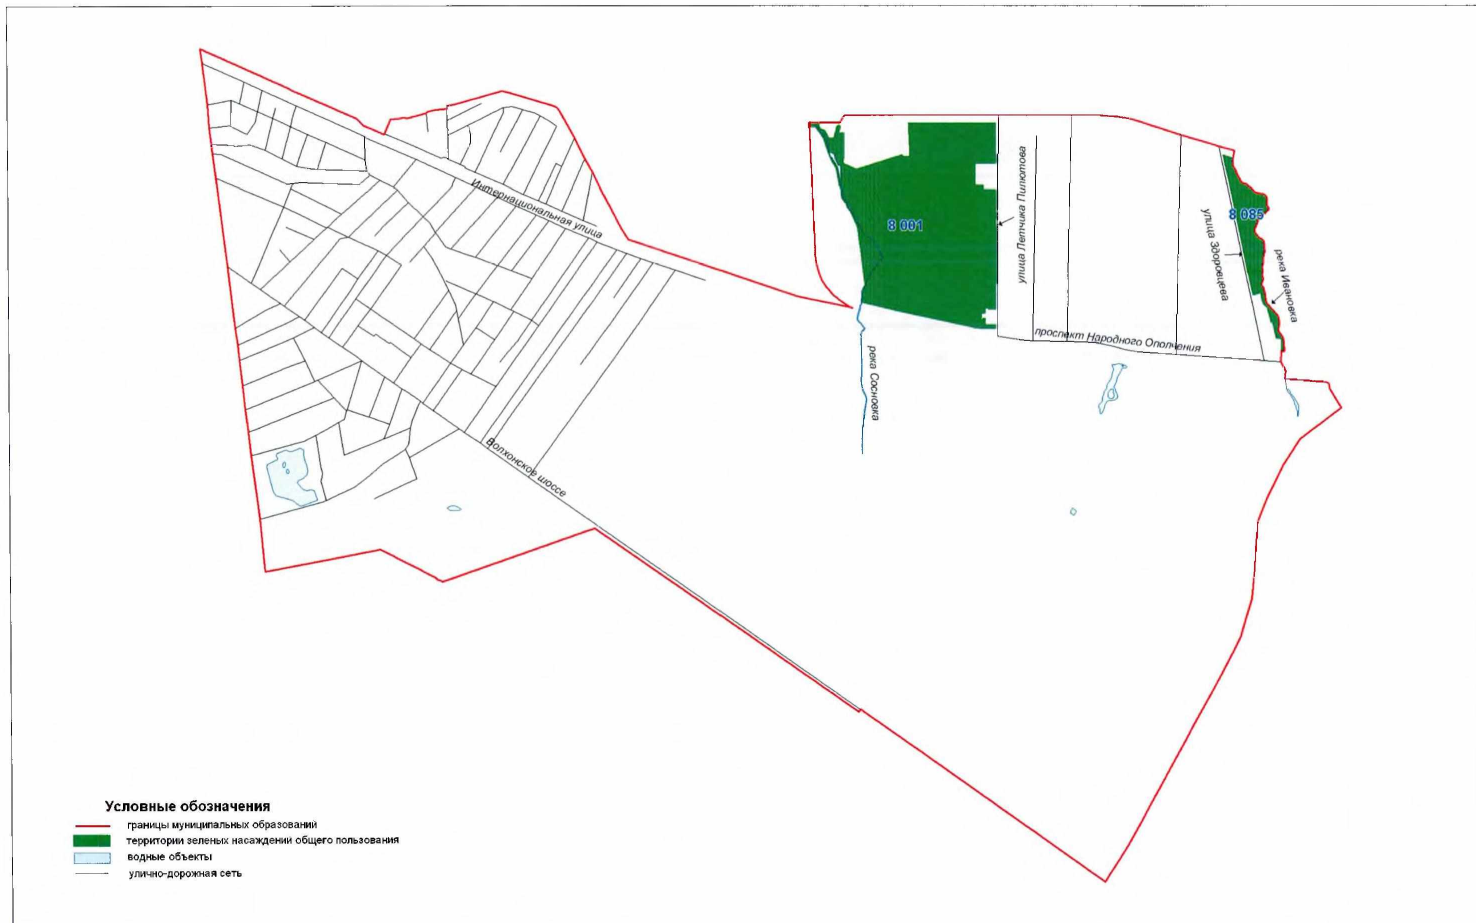 Интернациональная улица
8 001
улица Летчика Пилютова
8 085
улица Здоровцева
река Ивановка
проспект Народного Ополчения
река Сосновка
Волхонское шоссе
Условные обозначения
границы муниципальных образований
территории зеленых насаждений общего пользования
водные объекты
улично-дорожная сеть